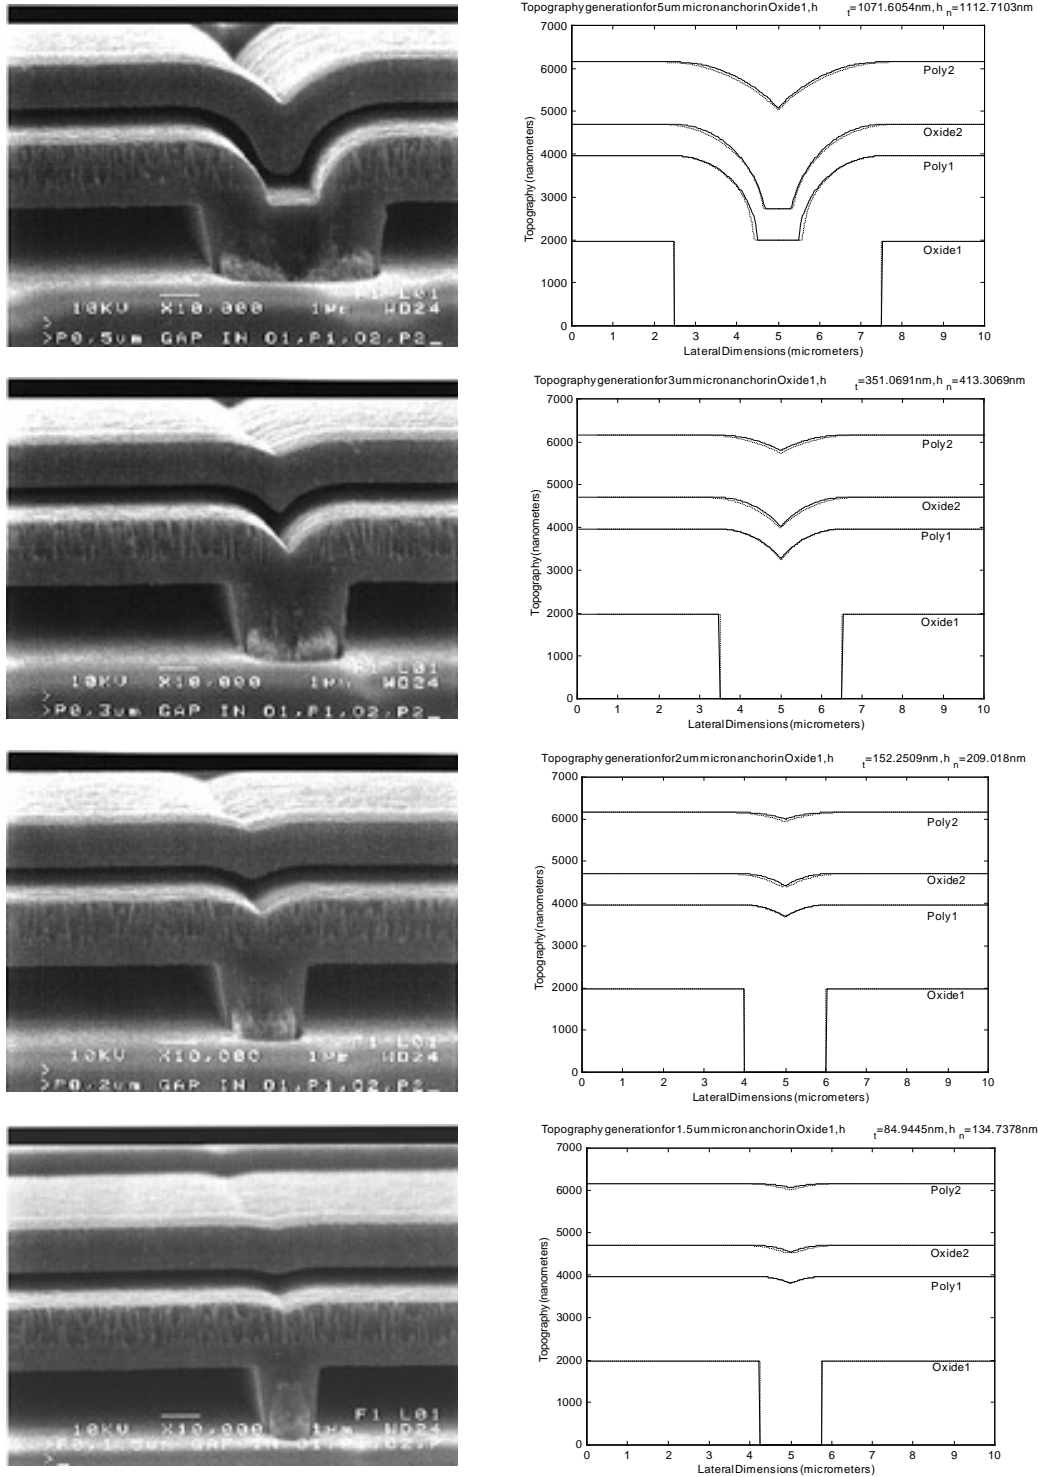 Topography generation for 5um micron anchor in Oxide1, h t=1071.6054nm, h n=1112.7103nm
7000
6000
5000
4000
3000
2000
1000
0
Topography (nanometers)
Poly2
Oxide2
Poly1
Oxide1
0 1 2 3 4 5 6 7 8 9 10
Lateral Dimensions (micrometers)
L01
10KV X10,000 1µm WD24
>
>P0,5um GAP IN O1,P1,O2,P2_
Topography generation for 3um micron anchor in Oxide1, h t=351.0691nm, h n=413.3069nm
7000
6000
5000
4000
3000
2000
1000
0
Topography (nanometers)
Poly2
Oxide2
Poly1
Oxide1
0 1 2 3 4 5 6 7 8 9 10
Lateral Dimensions (micrometers)
L01
10KV X10,000 1µm WD24
>
>P0,3um GAP IN O1,P1,O2,P2_
Topography generation for 2um micron anchor in Oxide1, h t=152.2509nm, h n=209.018nm
7000
6000
5000
4000
3000
2000
1000
0
Topography (nanometers)
Poly2
Oxide2
Poly1
Oxide1
0 1 2 3 4 5 6 7 8 9 10
Lateral Dimensions (micrometers)
F1 L01
10KV X10,000 1µm WD24
>
>P0,2um GAP IN O1,P1,O2,P2_
Topography generation for 1.5um micron anchor in Oxide1, h t=84.9445nm, h n=134.7378nm
7000
6000
5000
4000
3000
2000
1000
0
Topography (nanometers)
Poly2
Oxide2
Poly1
Oxide1
0 1 2 3 4 5 6 7 8 9 10
Lateral Dimensions (micrometers)
F1 L01
10KV X10,000 1µm WD24
GAP IN
>_